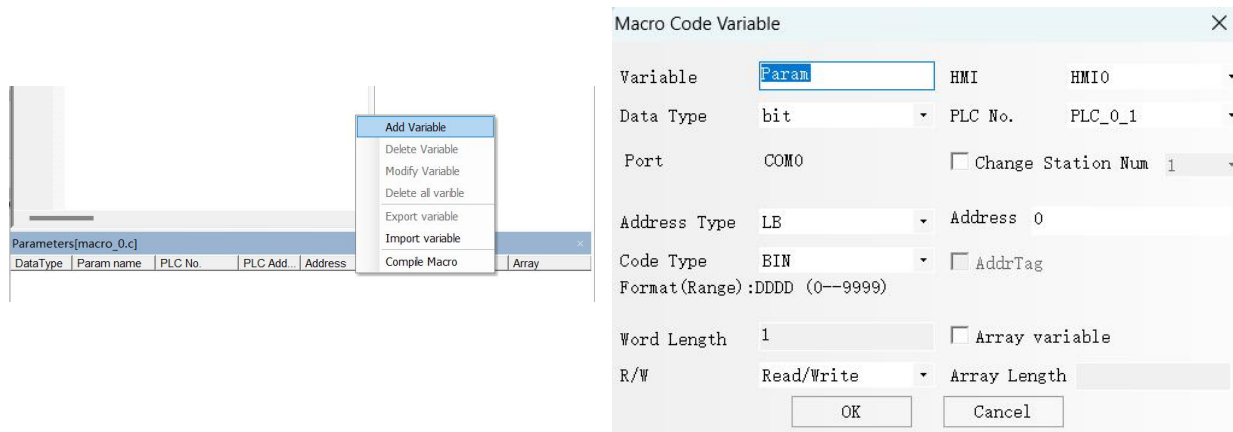 Add Variable
Delete Variable
Modify Variable
Delete all varible
Export variable
Import variable
Compile Macro
Parameters[macro_0.c]
DataType Param name PLC No. PLC Add... Address Array
Macro Code Variable
Variable Param HMI HMI0
Data Type bit PLC No. PLC_0_1
Port COM0 Change Station Num 1
Address Type LB Address 0
Code Type BIN AddrTag
Format(Range):DDDD (0--9999)
Word Length 1 Array variable
R/W Read/Write Array Length
OK Cancel